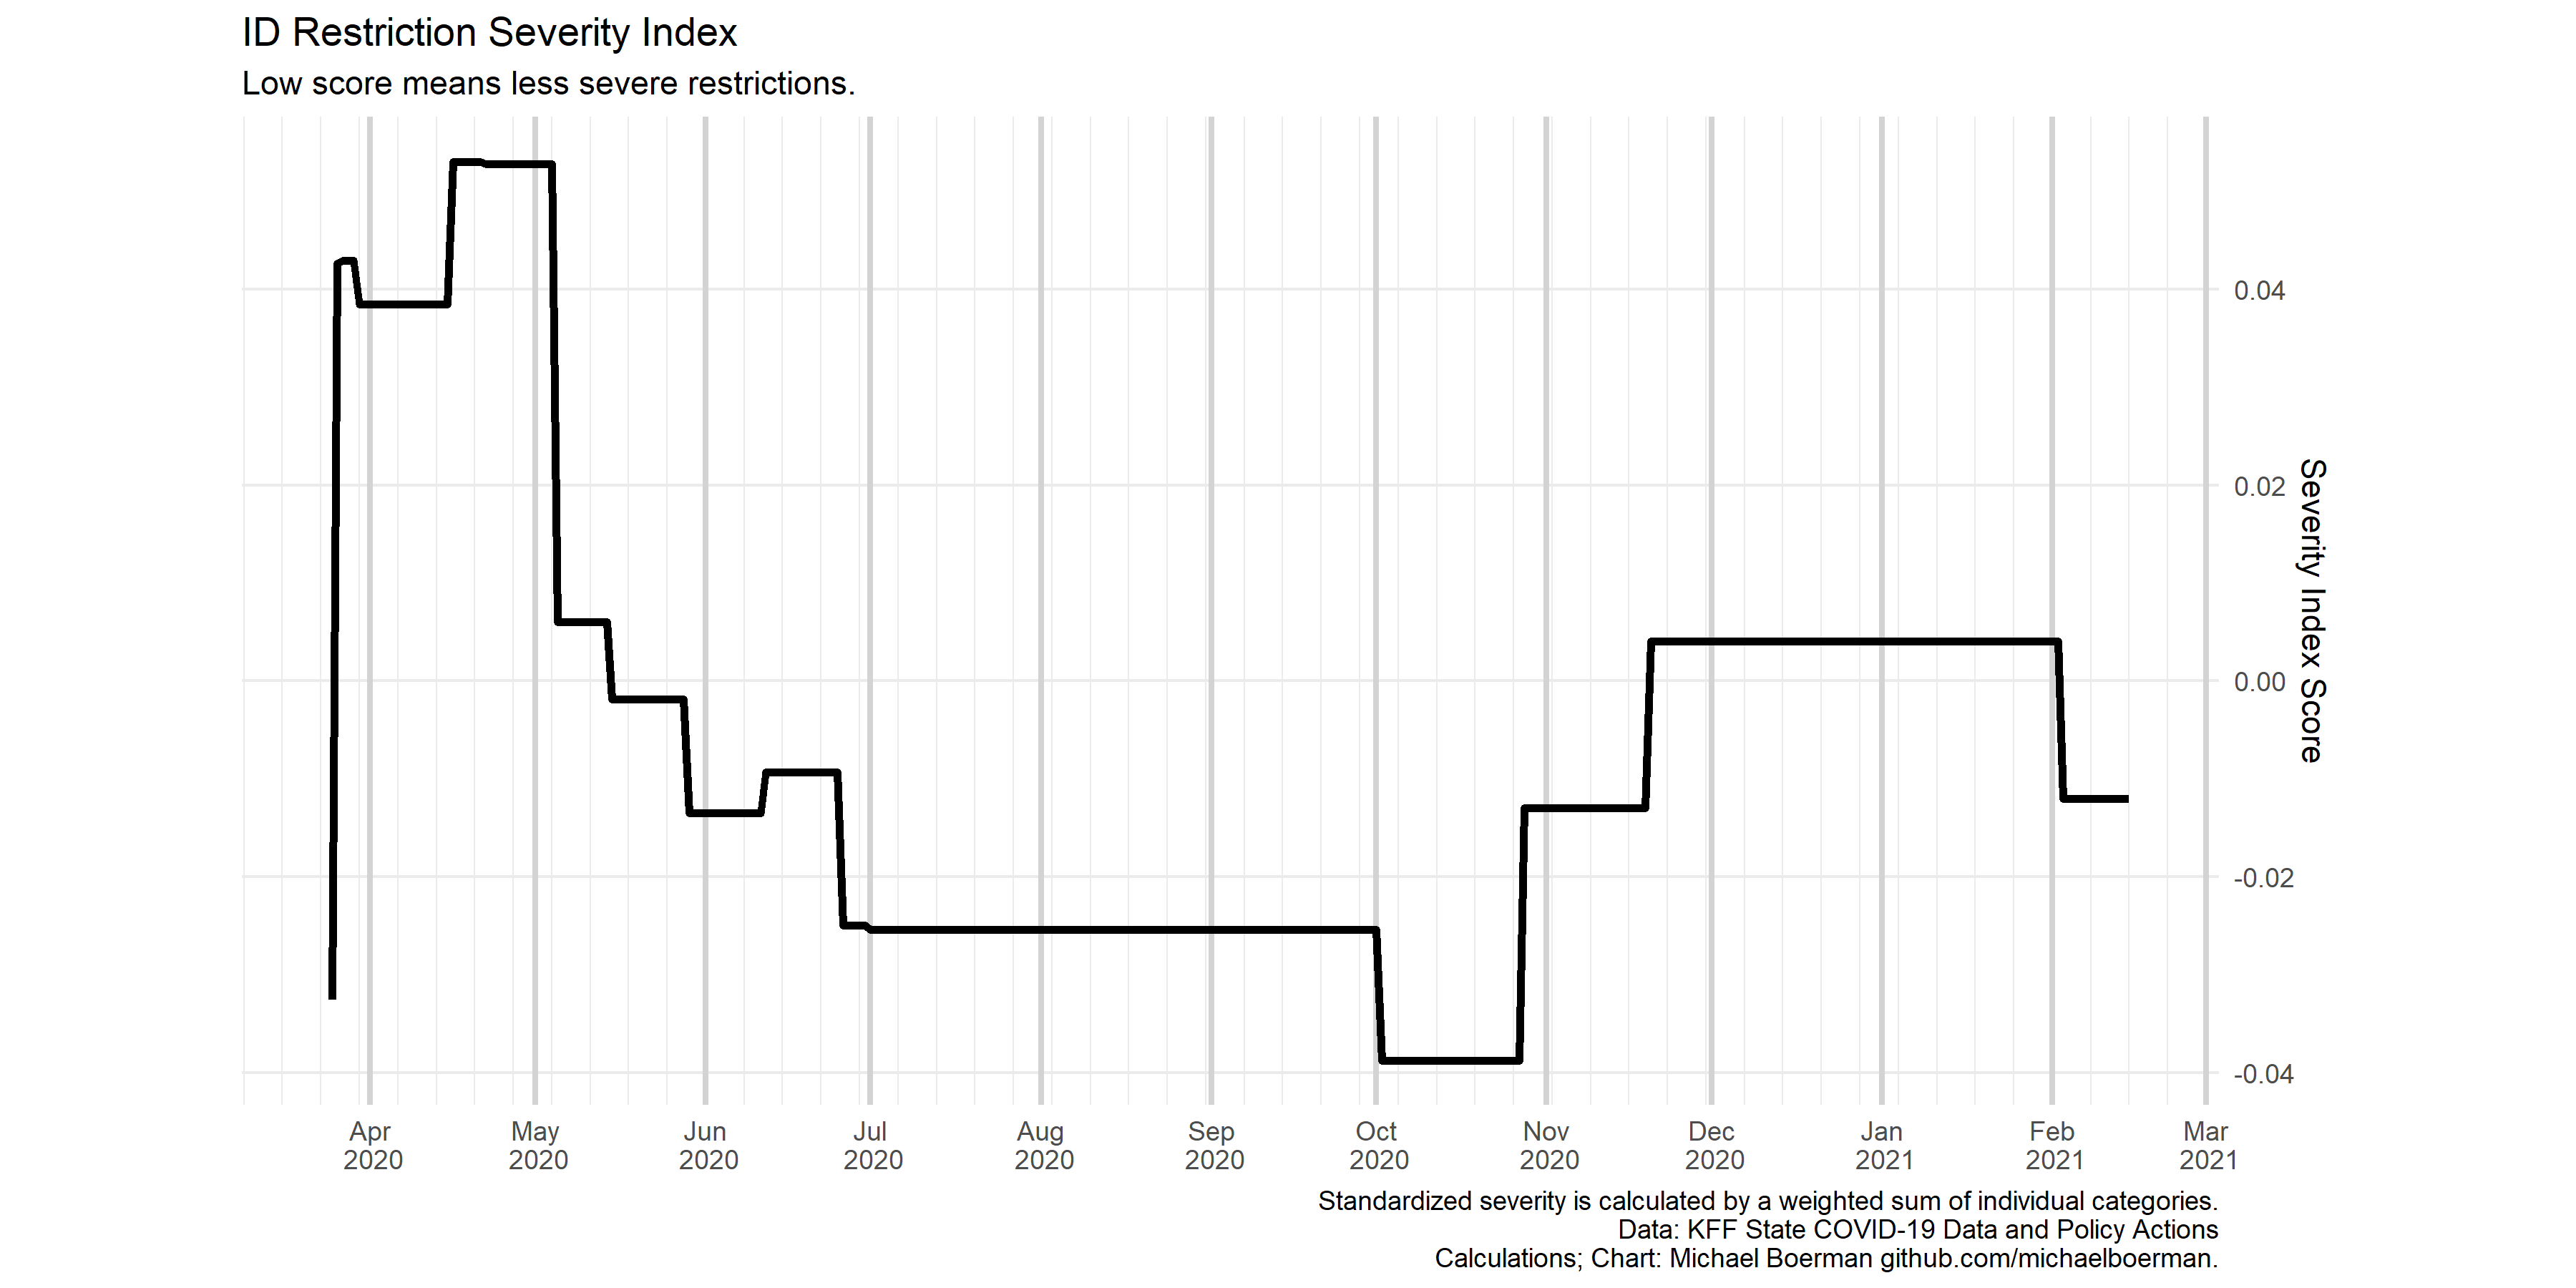 ID Restriction Severity Index
Low score means less severe restrictions.
0.04
0.02
0.00
-0.02
-0.04
Severity Index Score
Apr 2020
May 2020
Jun 2020
Jul 2020
Aug 2020
Sep 2020
Oct 2020
Nov 2020
Dec 2020
Jan 2021
Feb 2021
Mar 2021
Standardized severity is calculated by a weighted sum of individual categories.
Data: KFF State COVID-19 Data and Policy Actions
Calculations; Chart: Michael Boerman github.com/michaelboerman.